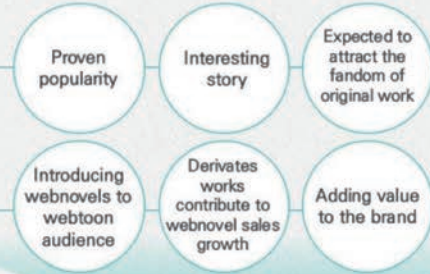 Proven
popularity
Interesting
story
Expected to
attract the
fandom of
original work
Introducing
webnovels to
webtoon
audience
Derivates
works
contribute to
webnovel sales
growth
Adding value
to the brand